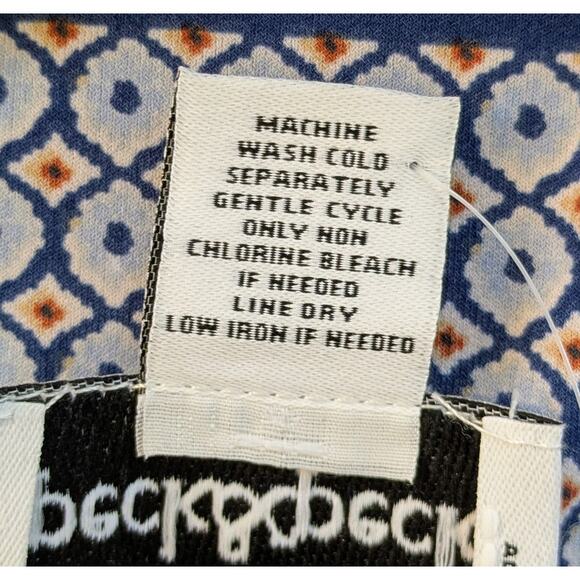 MACHINE
WASH COLD
SEPARATELY
GENTLE CYCLE
ONLY NON
CHLORINE BLEACH
IF NEEDED
LINE DRY
LOW IRON IF NEEDED